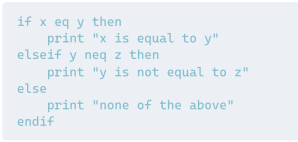 if x eq y then
    print "x is equal to y"
elseif y neq z then
    print "y is not equal to z"
else
    print "none of the above"
endif